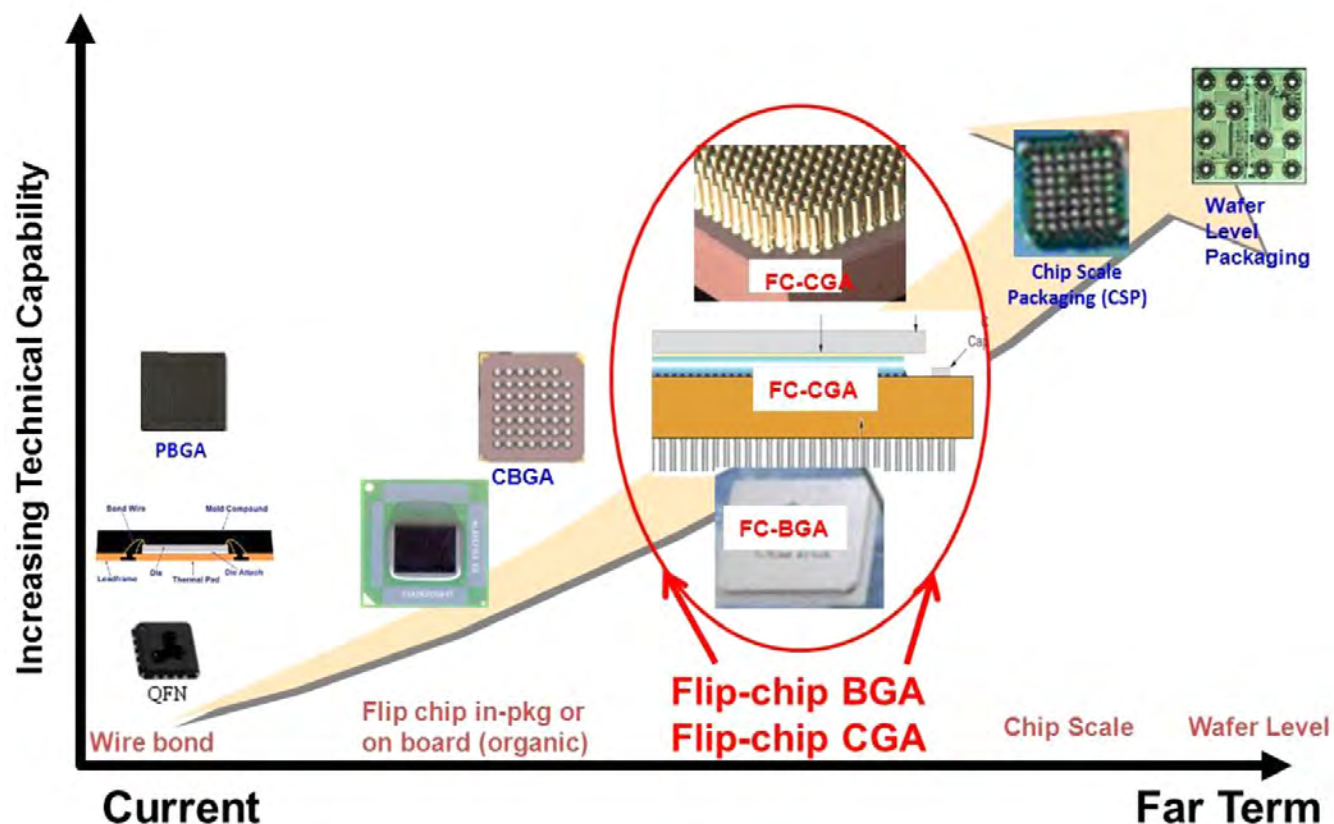 Increasing Technical Capability
PBGA
Bond Wire
Mold Compound
Leadframe
Die
Thermal Pad
Die Attach
QFN
Wire bond
CBGA
Flip chip in-pkg or
on board (organic)
FC-CGA
Cap
FC-CGA
FC-BGA
Flip-chip BGA
Flip-chip CGA
Chip Scale
Packaging (CSP)
Chip Scale
Wafer
Level
Packaging
Wafer Level
Current
Far Term